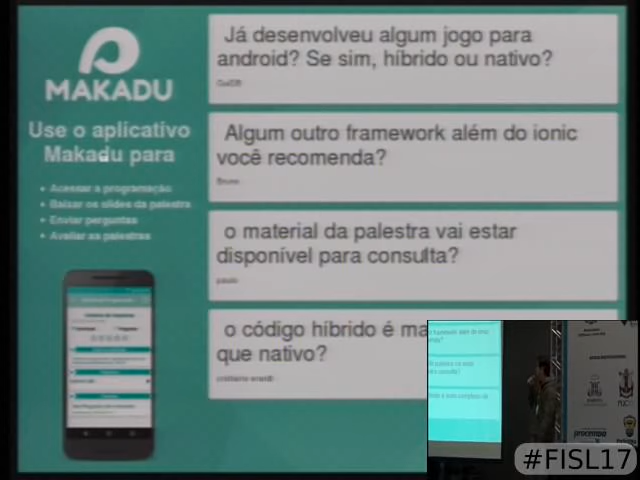 MAKADU
Use o aplicativo
Makadu para
• Acessar a programação
• Baixar os slides da palestra
• Enviar perguntas
• Avaliar as palestras
Já desenvolveu algum jogo para
android? Se sim, híbrido ou nativo?
Algum outro framework além do ionic
você recomenda?
Bruno
o material da palestra vai estar
disponível para consulta?
paulo
o código híbrido é
que nativo?
#FISL17